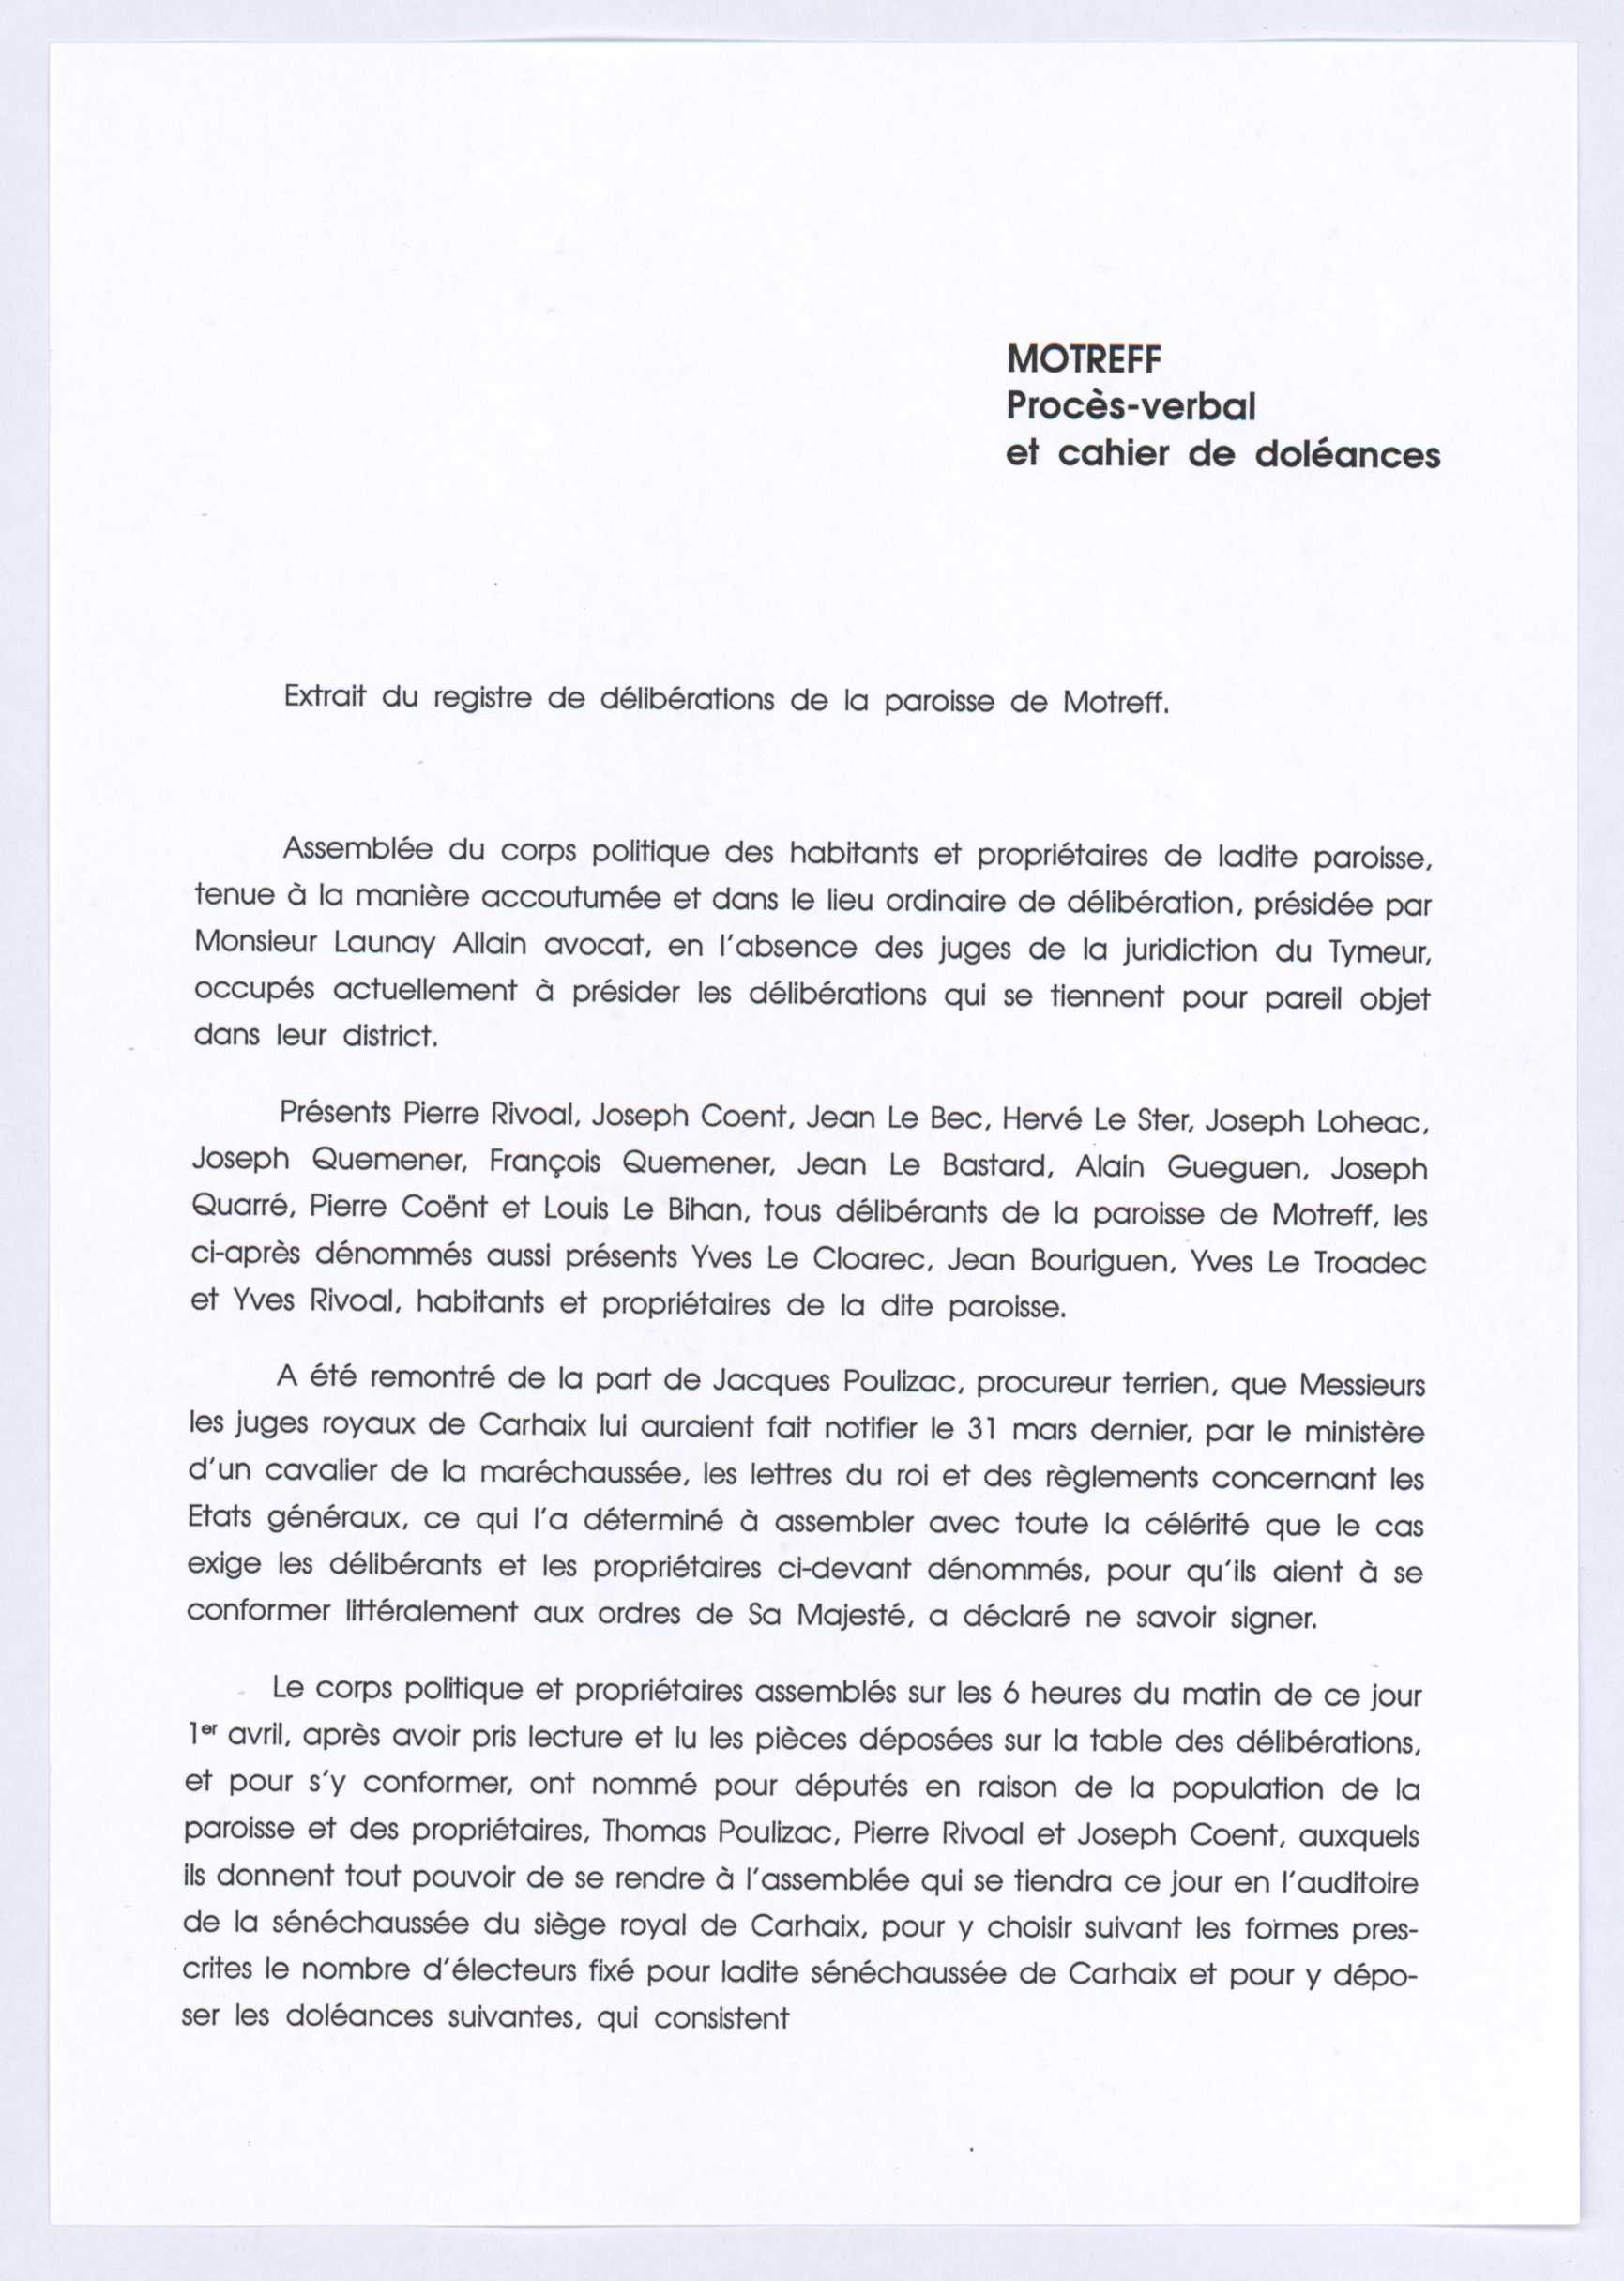 MOTREFF
Procès-verbal
et cahier de doléances
Extrait du registre de délibérations de la paroisse de Motreff.
Assemblée du corps politique des habitants et propriétaires de ladite paroisse,
tenue à la manière accoutumée et dans le lieu ordinaire de délibération, présidée par
Monsieur Launay Allain avocat, en l'absence des juges de la juridiction du Tymeur,
occupés actuellement à présider les délibérations qui se tiennent pour pareil objet
dans leur district.
Présents Pierre Rivoal, Joseph Coent, Jean Le Bec, Hervé Le Ster, Joseph Loheac,
Joseph Quemener, François Quemener, Jean Le Bastard, Alain Gueguen, Joseph
Quarré, Pierre Coënt et Louis Le Bihan, tous délibérants de la paroisse de Motreff, les
ci-après dénommés aussi présents Yves Le Cloarec, Jean Bouriguen, Yves Le Troadec
et Yves Rivoal, habitants et propriétaires de la dite paroisse.
A été remontré de la part de Jacques Poulizac, procureur terrien, que Messieurs
les juges royaux de Carhaix lui auraient fait notifier le 31 mars dernier, par le ministère
d'un cavalier de la maréchaussée, les lettres du roi et des règlements concernant les
Etats généraux, ce qui l'a déterminé à assembler avec toute la célérité que le cas
exige les délibérants et les propriétaires ci-devant dénommés, pour qu'ils aient à se
conformer littéralement aux ordres de Sa Majesté, a déclaré ne savoir signer.
Le corps politique et propriétaires assemblés sur les 6 heures du matin de ce jour
1er avril, après avoir pris lecture et lu les pièces déposées sur la table des délibérations,
et pour s'y conformer, ont nommé pour députés en raison de la population de la
paroisse et des propriétaires, Thomas Poulizac, Pierre Rivoal et Joseph Coent, auxquels
ils donnent tout pouvoir de se rendre à l'assemblée qui se tiendra ce jour en l'auditoire
de la sénéchaussée du siège royal de Carhaix, pour y choisir suivant les formes pres-
crites le nombre d'électeurs fixé pour ladite sénéchaussée de Carhaix et pour y dépo-
ser les doléances suivantes, qui consistent